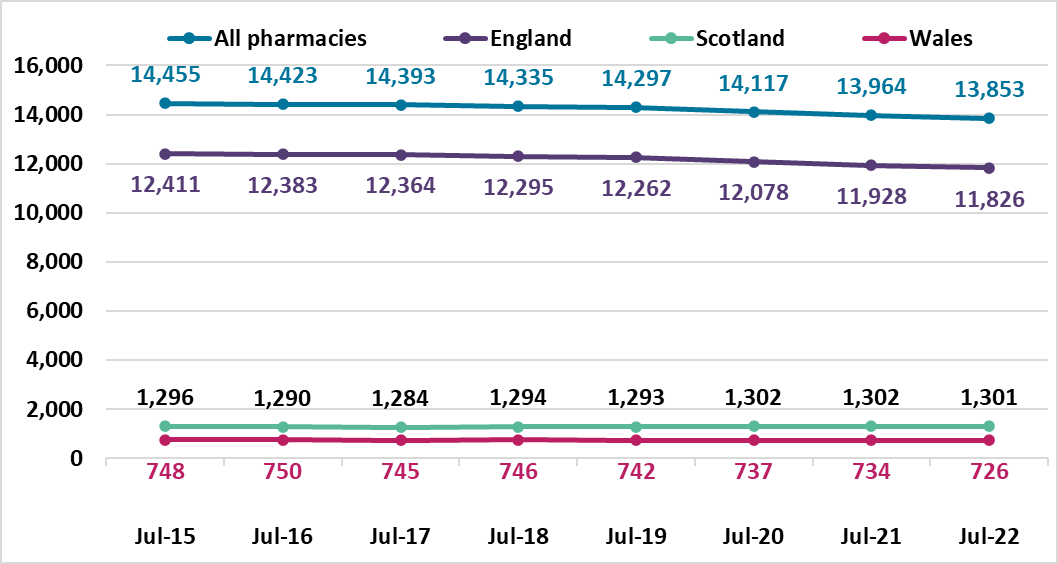 All pharmacies England Scotland Wales
16,000
14,455 14,423 14,393 14,335 14,297 14,117 13,964 13,853
14,000
12,000
12,411 12,383 12,364 12,295 12,262 12,078 11,928 11,826
10,000
8,000
6,000
4,000
1,296 1,290 1,284 1,294 1,293 1,302 1,302 1,301
2,000
0
748 750 745 746 742 737 734 726
Jul-15 Jul-16 Jul-17 Jul-18 Jul-19 Jul-20 Jul-21 Jul-22